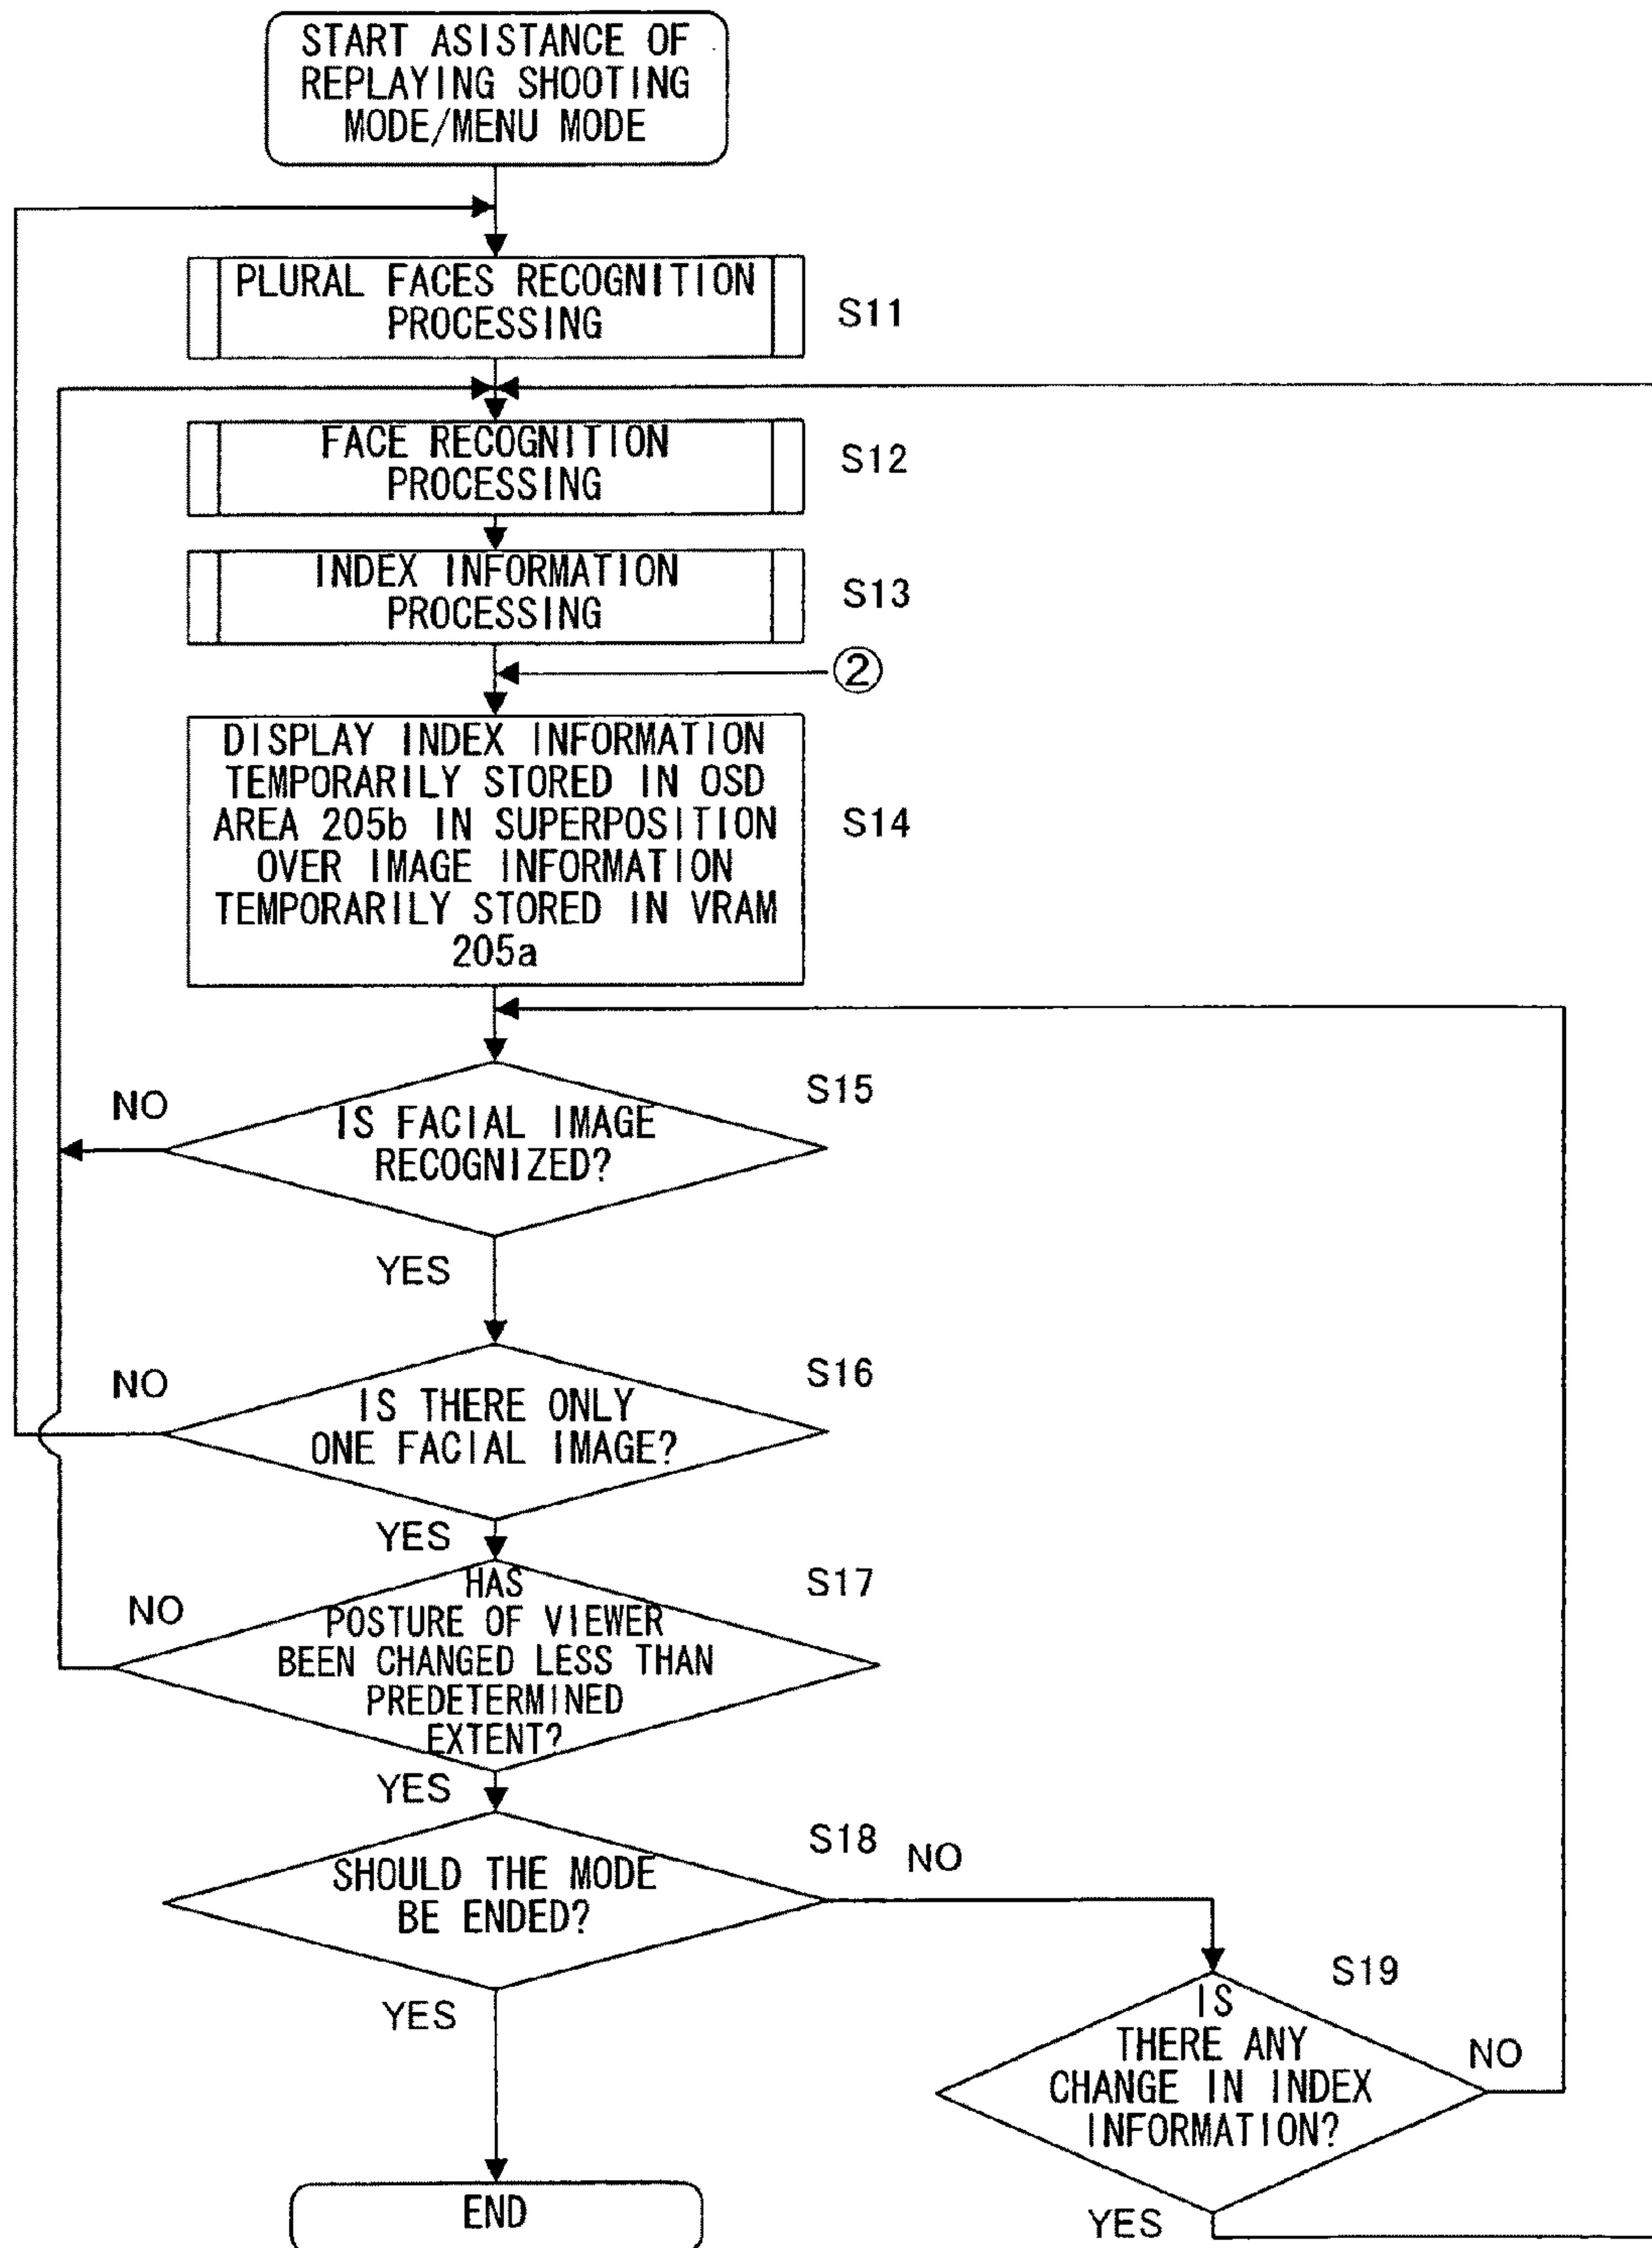 START ASISTANCE OF
REPLAYING SHOOTING
MODE/MENU MODE
PLURAL FACES RECOGNITION
PROCESSING
S11
FACE RECOGNITION
PROCESSING
S12
INDEX INFORMATION
PROCESSING
S13
②
DISPLAY INDEX INFORMATION
TEMPORARILY STORED IN OSD
AREA 205b IN SUPERPOSITION
OVER IMAGE INFORMATION
TEMPORARILY STORED IN VRAM
205a
S14
S15
NO
IS FACIAL IMAGE
RECOGNIZED?
YES
S16
NO
IS THERE ONLY
ONE FACIAL IMAGE?
YES
S17
NO
HAS
POSTURE OF VIEWER
BEEN CHANGED LESS THAN
PREDETERMINED
EXTENT?
YES
S18
NO
SHOULD THE MODE
BE ENDED?
YES
S19
IS
THERE ANY
CHANGE IN INDEX
INFORMATION?
NO
YES
END